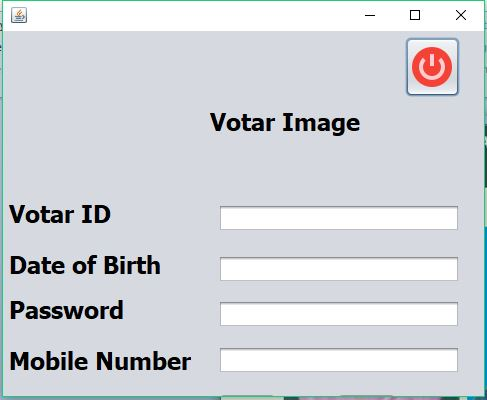 Votar Image
Votar ID
Date of Birth
Password
Mobile Number